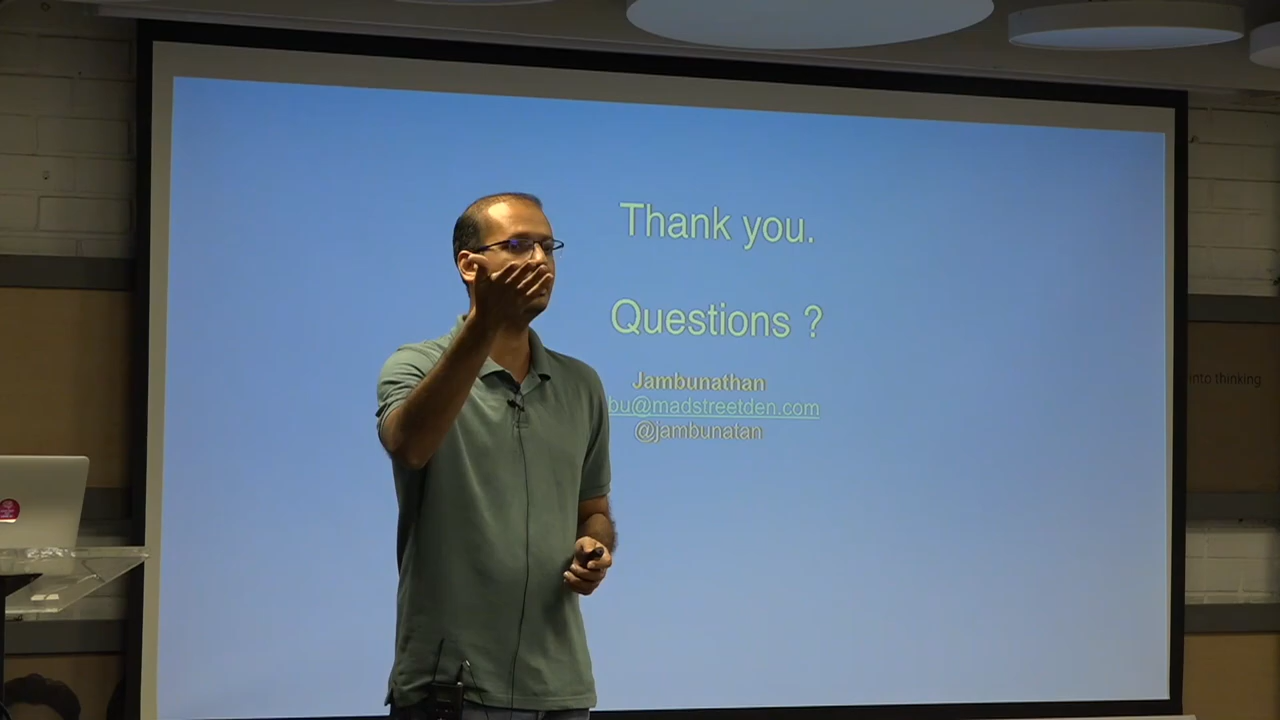 Thank you.
Questions ?
Jambunathan
bu@madstreetden.com
@jambunatan
into thinking